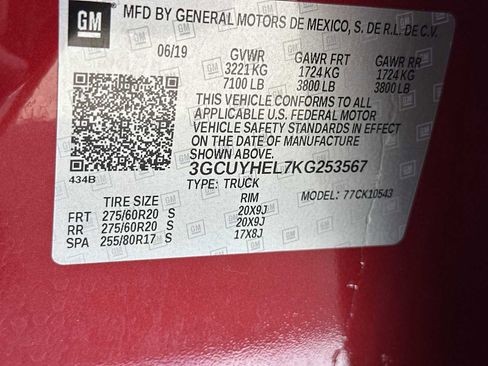 GM MFD BY GENERAL MOTORS DE MEXICO, S. DE R.L. DE C.V.
06/19 GVWR GAWR FRT GAWR RR
3221 KG 1724 KG 1724 KG
7100 LB 3800 LB 3800 LB
THIS VEHICLE CONFORMS TO ALL
APPLICABLE U.S. FEDERAL MOTOR
VEHICLE SAFETY STANDARDS IN EFFECT
ON THE DATE OF MANUFACTURE
SHOWN ABOVE.
434B 3GCUYHEL7KG253567
TYPE: TRUCK MODEL: 77CK10543
TIRE SIZE RIM
FRT 275/60R20 S 20X9J
RR 275/60R20 S 20X9J
SPA 255/80R17 S 17X8J